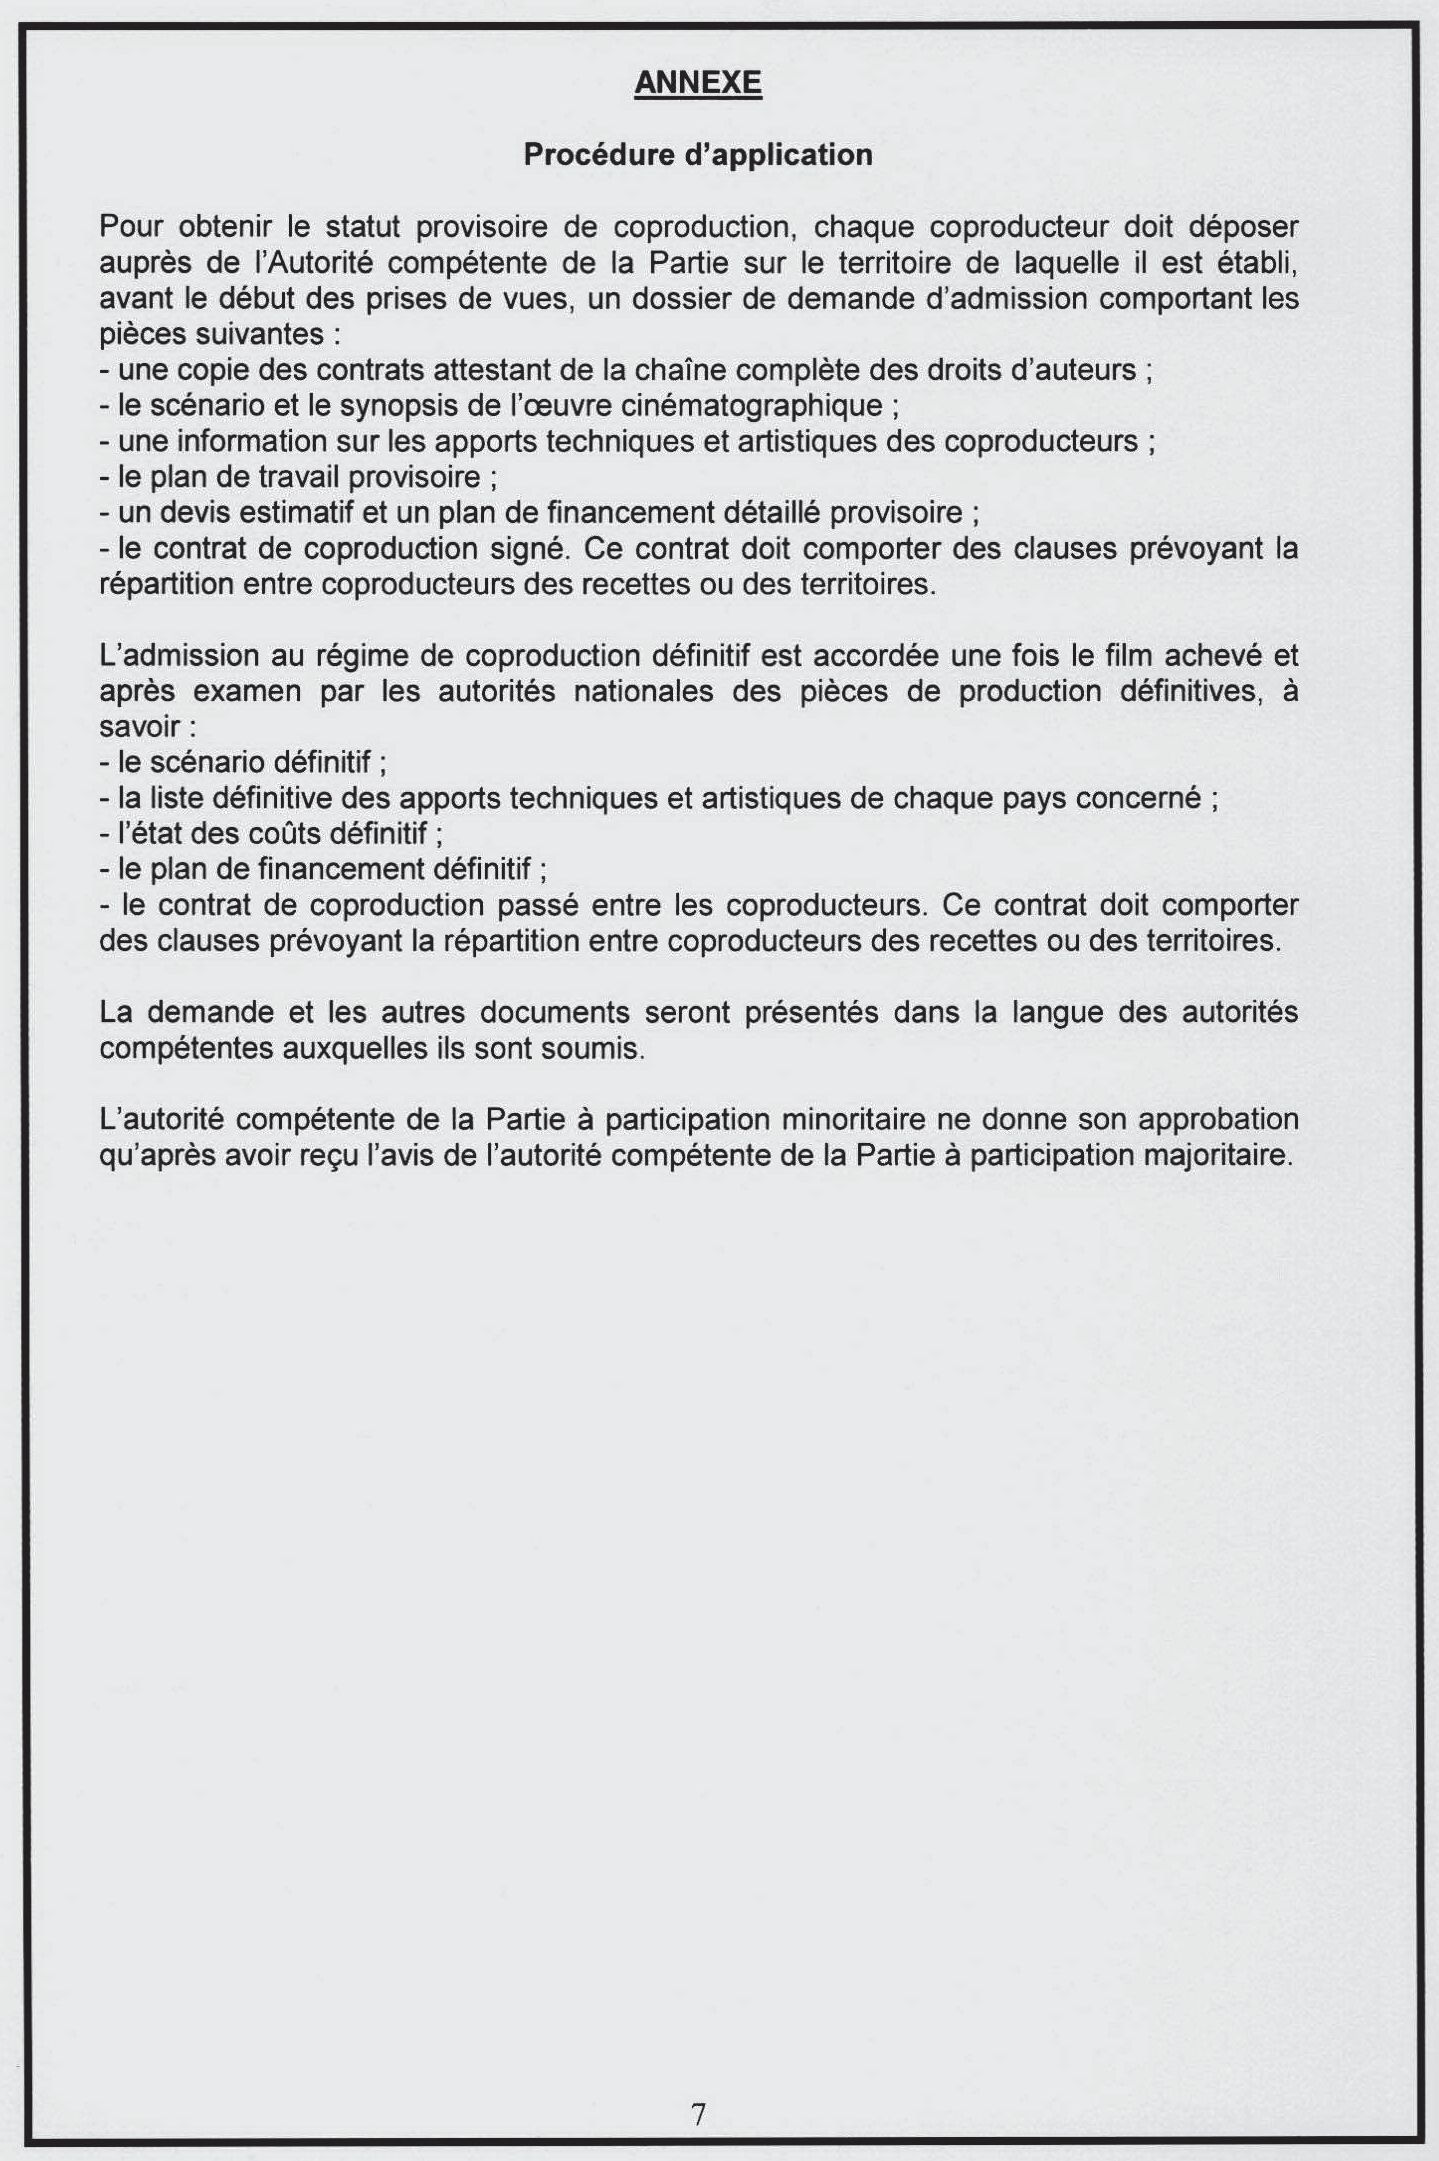 ANNEXE
Procédure d'application
Pour obtenir le statut provisoire de coproduction, chaque coproducteur doit déposer
auprès de l'Autorité compétente de la Partie sur le territoire de laquelle il est établi,
avant le début des prises de vues, un dossier de demande d'admission comportant les
pièces suivantes :
- une copie des contrats attestant de la chaîne complète des droits d'auteurs ;
- le scénario et le synopsis de l'œuvre cinématographique ;
- une information sur les apports techniques et artistiques des coproducteurs ;
- le plan de travail provisoire ;
- un devis estimatif et un plan de financement détaillé provisoire ;
- le contrat de coproduction signé. Ce contrat doit comporter des clauses prévoyant la
répartition entre coproducteurs des recettes ou des territoires.
L'admission au régime de coproduction définitif est accordée une fois le film achevé et
après examen par les autorités nationales des pièces de production définitives, à
savoir :
- le scénario définitif ;
- la liste définitive des apports techniques et artistiques de chaque pays concerné ;
- l'état des coûts définitif ;
- le plan de financement définitif ;
- le contrat de coproduction passé entre les coproducteurs. Ce contrat doit comporter
des clauses prévoyant la répartition entre coproducteurs des recettes ou des territoires.
La demande et les autres documents seront présentés dans la langue des autorités
compétentes auxquelles ils sont soumis.
L'autorité compétente de la Partie à participation minoritaire ne donne son approbation
qu'après avoir reçu l'avis de l'autorité compétente de la Partie à participation majoritaire.
7